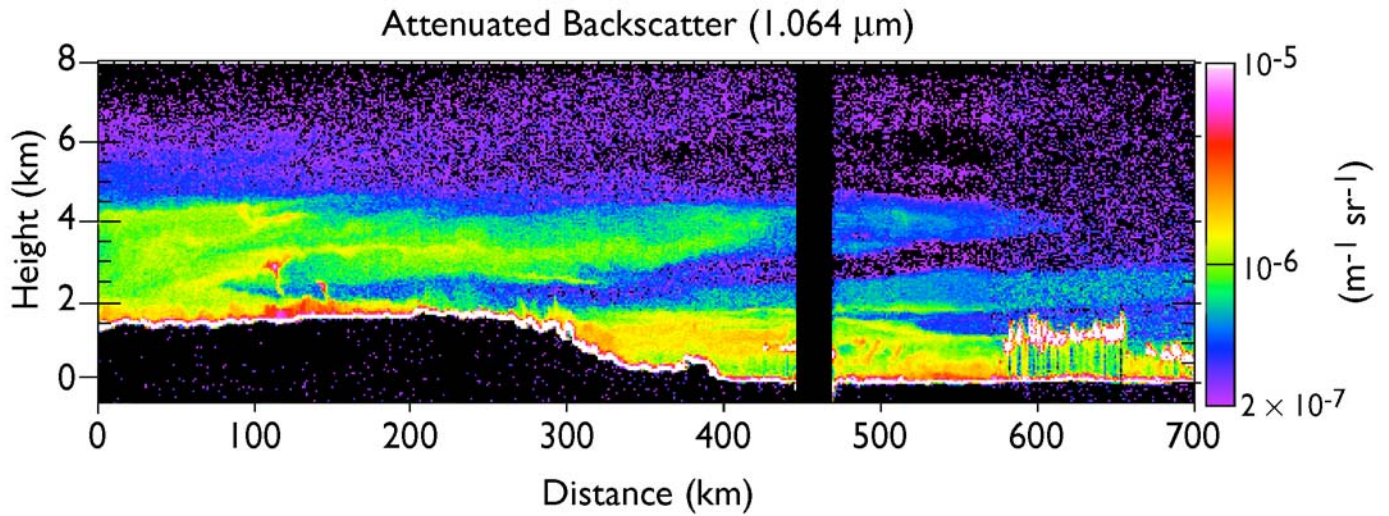 Attenuated Backscatter (1.064 μm)
8
6
4
2
0
Height (km)
0 100 200 300 400 500 600 700
Distance (km)
10-5
10-6
2 × 10-7
(m-1 sr-1)